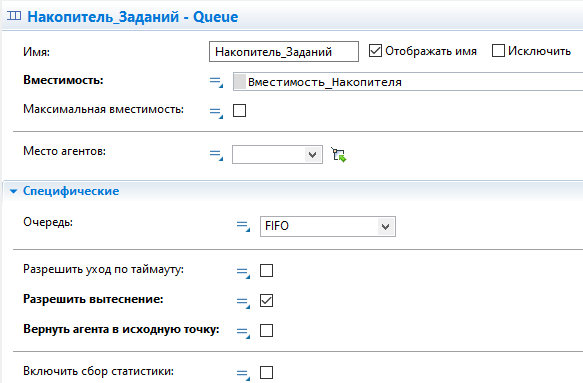 Накопитель_Заданий - Queue
Имя: Накопитель_Заданий Отображать имя Исключить
Вместимость: Вместимость_Накопителя
Максимальная вместимость:
Место агентов:
Специфические
Очередь: FIFO
Разрешить уход по таймауту:
Разрешить вытеснение:
Вернуть агента в исходную точку:
Включить сбор статистики: